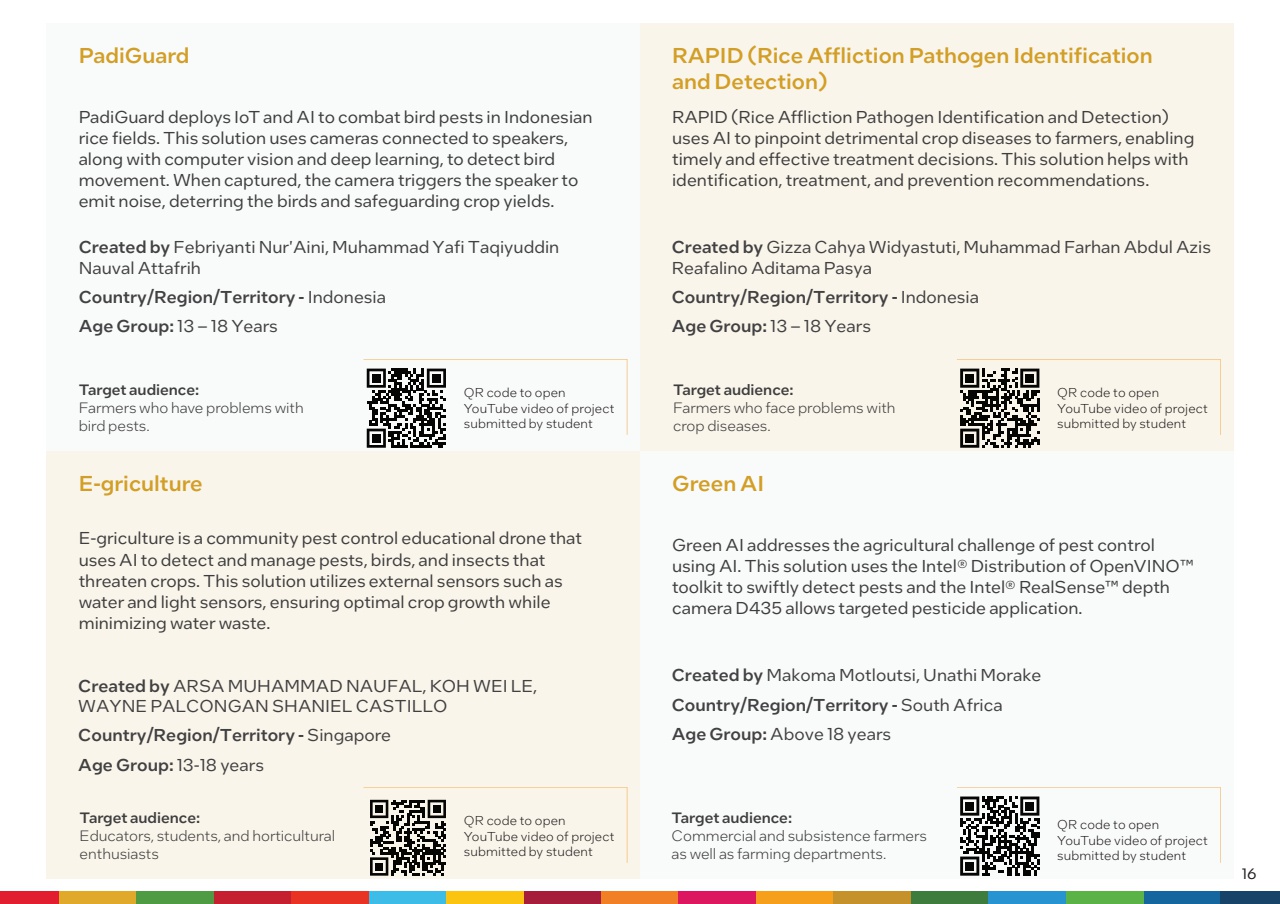 PadiGuard
PadiGuard deploys IoT and AI to combat bird pests in Indonesian
rice fields. This solution uses cameras connected to speakers,
along with computer vision and deep learning, to detect bird
movement. When captured, the camera triggers the speaker to
emit noise, deterring the birds and safeguarding crop yields.
Created by Febriyanti Nur'Aini, Muhammad Yafi Taqiyuddin
Nauval Attafrih
Country/Region/Territory - Indonesia
Age Group: 13 – 18 Years
Target audience:
Farmers who have problems with
bird pests.
QR code to open
YouTube video of project
submitted by student
RAPID (Rice Affliction Pathogen Identification
and Detection)
RAPID (Rice Affliction Pathogen Identification and Detection)
uses AI to pinpoint detrimental crop diseases to farmers, enabling
timely and effective treatment decisions. This solution helps with
identification, treatment, and prevention recommendations.
Created by Gizza Cahya Widyastuti, Muhammad Farhan Abdul Azis
Reafalino Aditama Pasya
Country/Region/Territory - Indonesia
Age Group: 13 – 18 Years
Target audience:
Farmers who face problems with
crop diseases.
QR code to open
YouTube video of project
submitted by student
E-griculture
E-griculture is a community pest control educational drone that
uses AI to detect and manage pests, birds, and insects that
threaten crops. This solution utilizes external sensors such as
water and light sensors, ensuring optimal crop growth while
minimizing water waste.
Created by ARSA MUHAMMAD NAUFAL, KOH WEI LE,
WAYNE PALCONGAN SHANIEL CASTILLO
Country/Region/Territory - Singapore
Age Group: 13-18 years
Target audience:
Educators, students, and horticultural
enthusiasts
QR code to open
YouTube video of project
submitted by student
Green AI
Green AI addresses the agricultural challenge of pest control
using AI. This solution uses the Intel® Distribution of OpenVINO™
toolkit to swiftly detect pests and the Intel® RealSense™ depth
camera D435 allows targeted pesticide application.
Created by Makoma Motloutsi, Unathi Morake
Country/Region/Territory - South Africa
Age Group: Above 18 years
Target audience:
Commercial and subsistence farmers
as well as farming departments.
QR code to open
YouTube video of project
submitted by student
16